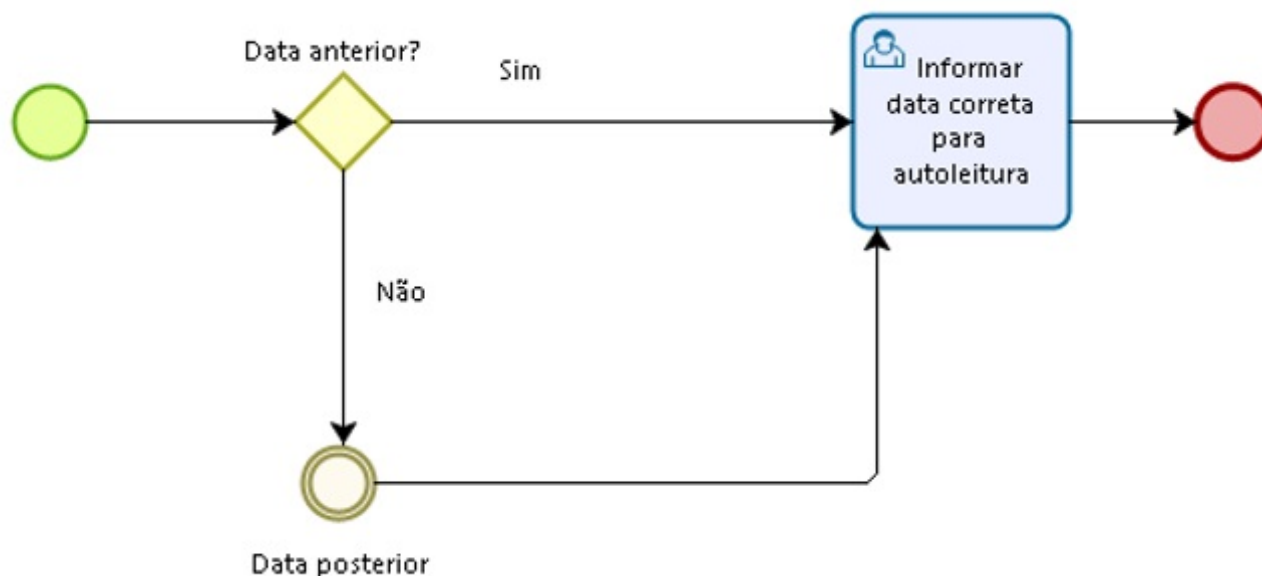 Data anterior?
Sim
Informar
data correta
para
autoleitura
Não
Data posterior